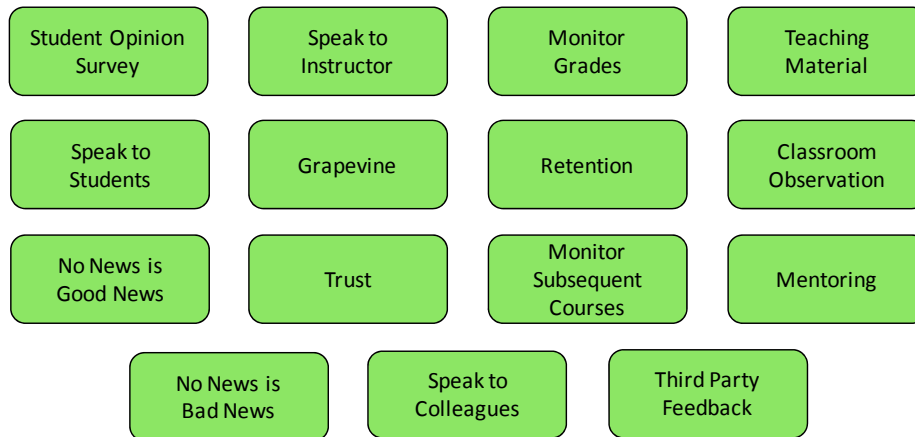 Student Opinion
Survey
Speak to
Instructor
Monitor
Grades
Teaching
Material
Speak to
Students
Grapevine
Retention
Classroom
Observation
No News is
Good News
Trust
Monitor
Subsequent
Courses
Mentoring
No News is
Bad News
Speak to
Colleagues
Third Party
Feedback